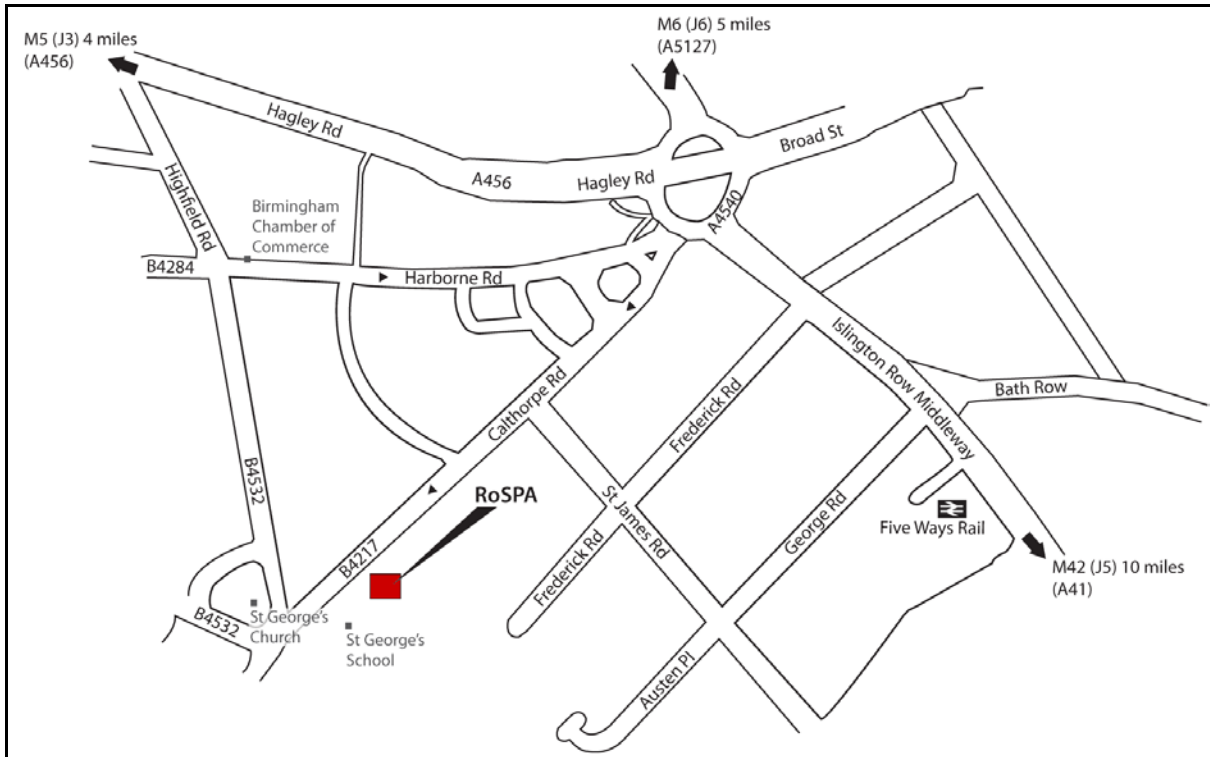 M5 (J3) 4 miles
(A456)
M6 (J6) 5 miles
(A5127)
Hagley Rd
A456
Hagley Rd
Broad St
A4540
Highfield Rd
Birmingham
Chamber of
Commerce
B4284
Harborne Rd
Islington Row Middleway
Bath Row
Calthorpe Rd
Frederick Rd
B4532
RoSPA
St James Rd
George Rd
Five Ways Rail
B4217
Frederick Rd
M42 (J5) 10 miles
(A41)
B4532
St George's
Church
St George's
School
Austen Pl